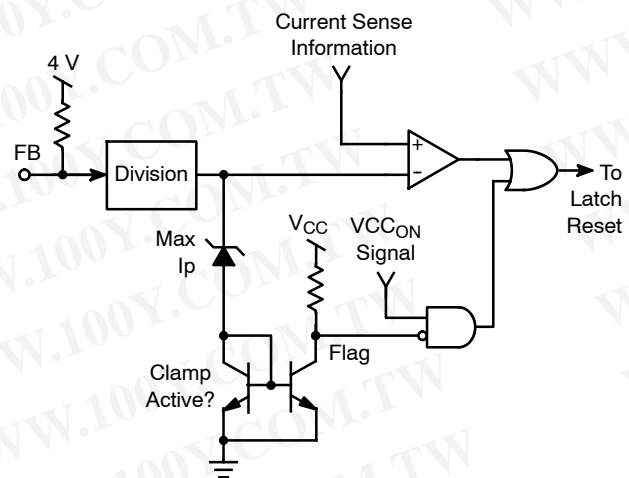 Current Sense
Information
4 V
FB
Division
+
-
To
Latch
Reset
Max
Ip
VCC
VCCON
Signal
Flag
Clamp
Active?
WWW.100Y.COM.TW